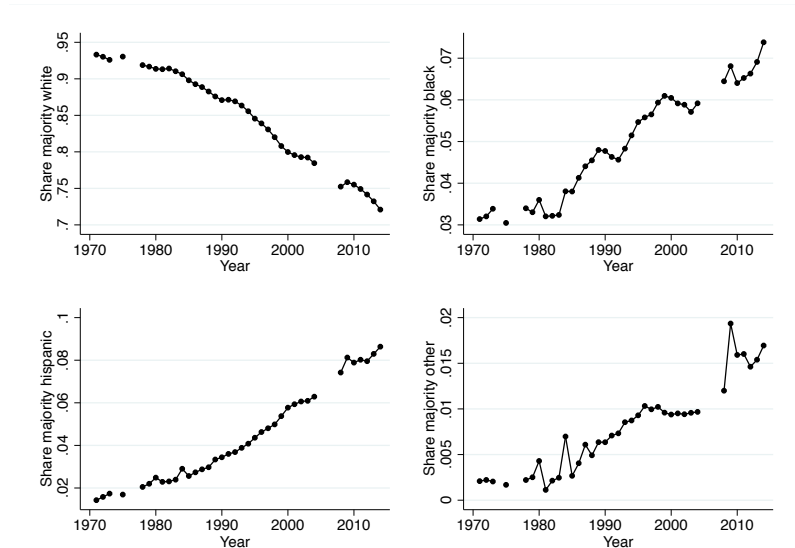 Share majority white
.7 .75 .8 .85 .9 .95
1970 1980 1990 2000 2010
Year
Share majority black
.03 .04 .05 .06 .07
1970 1980 1990 2000 2010
Year
Share majority hispanic
.02 .04 .06 .08 .1
1970 1980 1990 2000 2010
Year
Share majority other
0 .005 .01 .015 .02
1970 1980 1990 2000 2010
Year